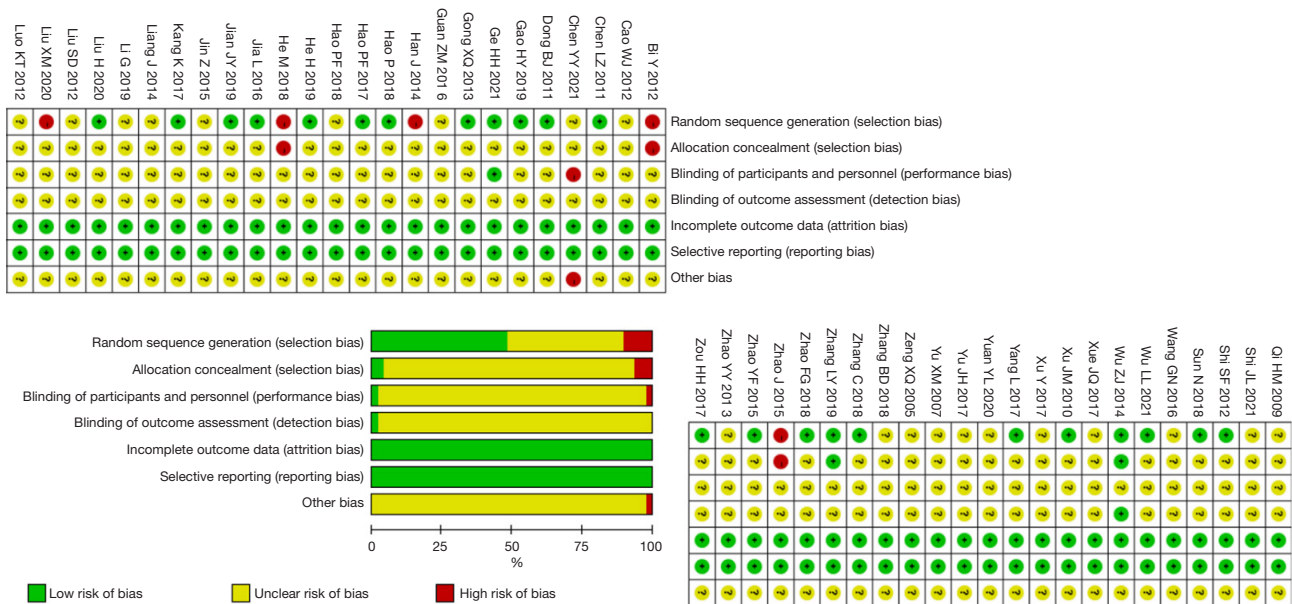 Luo KT 2012
Liu XM 2020
Liu SD 2012
Liu H 2020
Li G 2019
Liang J 2014
Kang K 2017
Jin Z 2015
Jian JY 2019
Jia L 2016
He M 2018
He H 2019
Hao PF 2018
Hao PF 2017
Hao P 2018
Han J 2014
Guan ZM 201 6
Gong XQ 2013
Ge HH 2021
Gao HY 2019
Dong BJ 2011
Chen YY 2021
Chen LZ 2011
Cao WJ 2012
Bi Y 2012
Random sequence generation (selection bias)
Allocation concealment (selection bias)
Blinding of participants and personnel (performance bias)
Blinding of outcome assessment (detection bias)
Incomplete outcome data (attrition bias)
Selective reporting (reporting bias)
Other bias
Random sequence generation (selection bias)
Allocation concealment (selection bias)
Blinding of participants and personnel (performance bias)
Blinding of outcome assessment (detection bias)
Incomplete outcome data (attrition bias)
Selective reporting (reporting bias)
Other bias
0 25 50 75 100
%
Low risk of bias
Unclear risk of bias
High risk of bias
Zou HH 2017
Zhao YY 201 3
Zhao YF 2015
Zhao J 2015
Zhao FG 2018
Zhang LY 2019
Zhang C 2018
Zhang BD 2018
Zeng XQ 2005
Yu XM 2007
Yu JH 2017
Yuan YL 2020
Yang L 2017
Xu Y 2017
Xu JM 2010
Xue JQ 2017
Wu ZJ 2014
Wu LL 2021
Wang GN 2016
Sun N 2018
Shi SF 2012
Shi JL 2021
Qi HM 2009